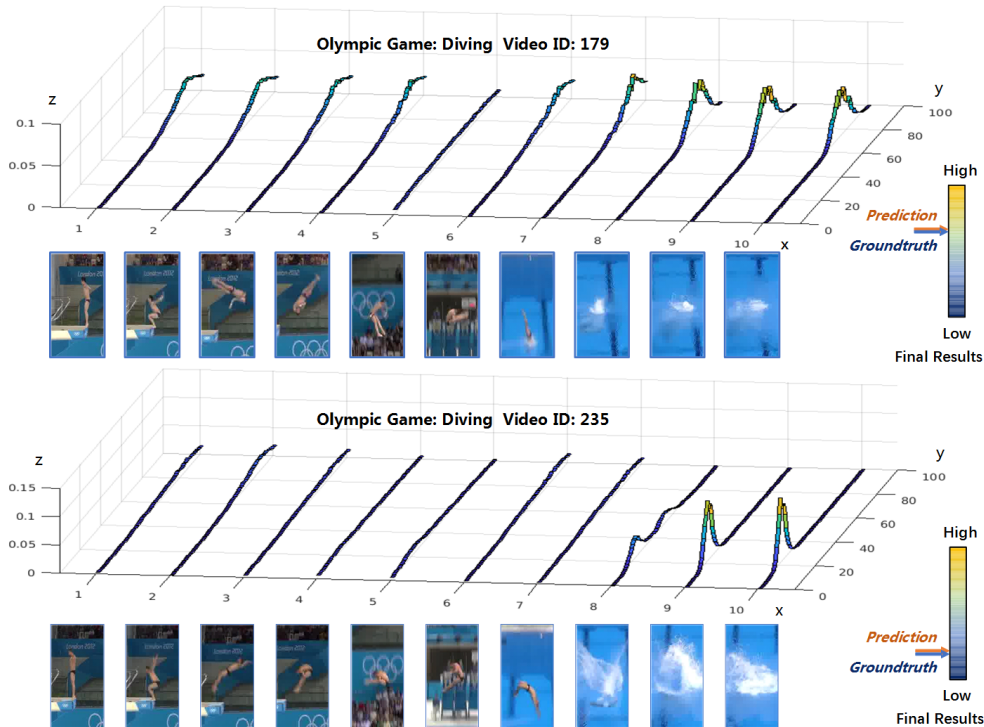 Olympic Game: Diving Video ID: 179
z
y
0.1
0.05
0
100
80
60
40
20
0
1
2
3
4
5
6
7
8
9
10
x
High
Prediction
Groundtruth
Low
Final Results
London 2012
Olympic Game: Diving Video ID: 235
z
y
0.15
0.1
0.05
0
100
80
60
40
20
0
1
2
3
4
5
6
7
8
9
10
x
High
Prediction
Groundtruth
Low
Final Results